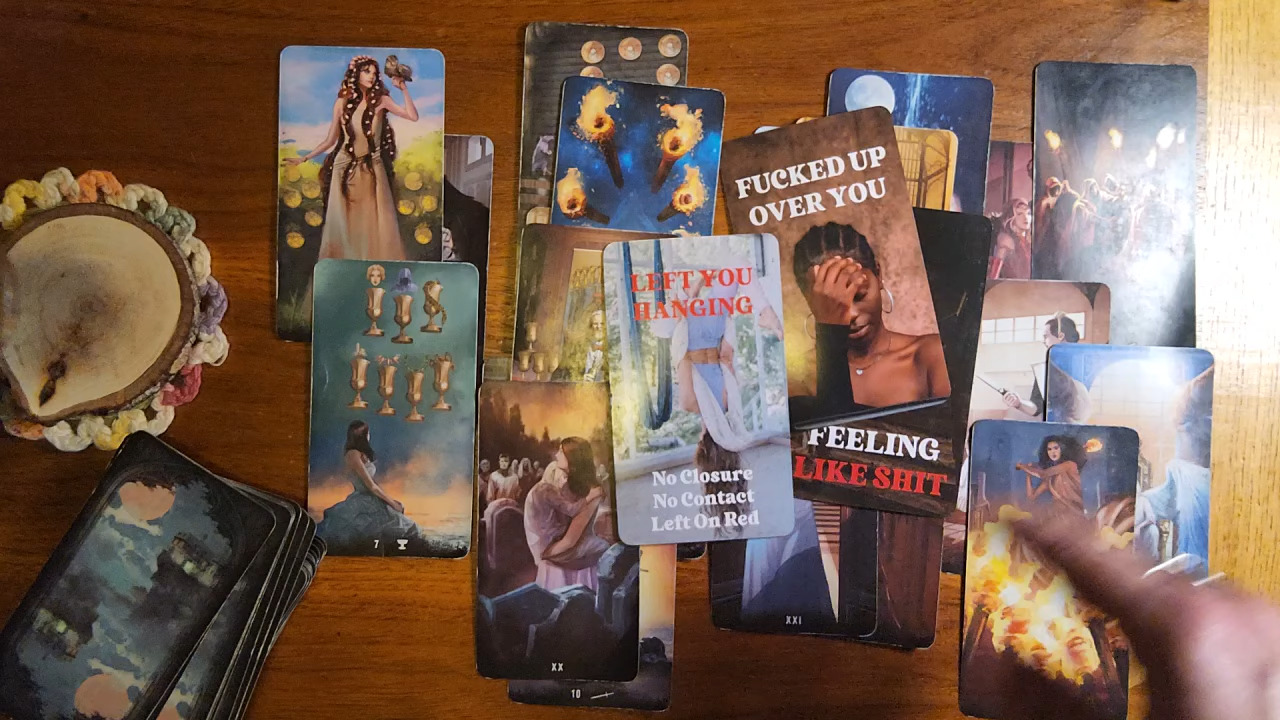 FUCKED UP
OVER YOU
FEELING
LIKE SHIT
LEFT YOU
HANGING
No Closure
No Contact
Left On Red
7
XX
10
XXI